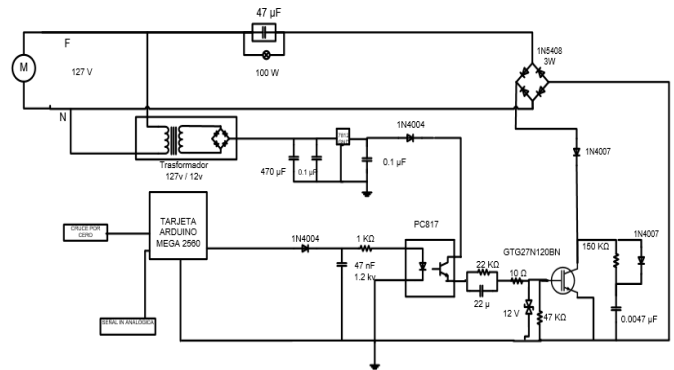 47 µF
F
M
127 V
100 W
1N5408
3W
N
1N4004
1N4007
Trasformador
127v / 12v
470 µF
0.1 µF
7812
0.1 µF
TARJETA
ARDUINO
MEGA 2560
CRUCE POR
CERO
SEÑAL IN ANALOGICA
1N4004
1 KΩ
47 nF
1.2 kv
PC817
22 KΩ
22 µ
10 Ω
12 V
47 KΩ
GTG27N120BN
150 KΩ
1N4007
0.0047 µF